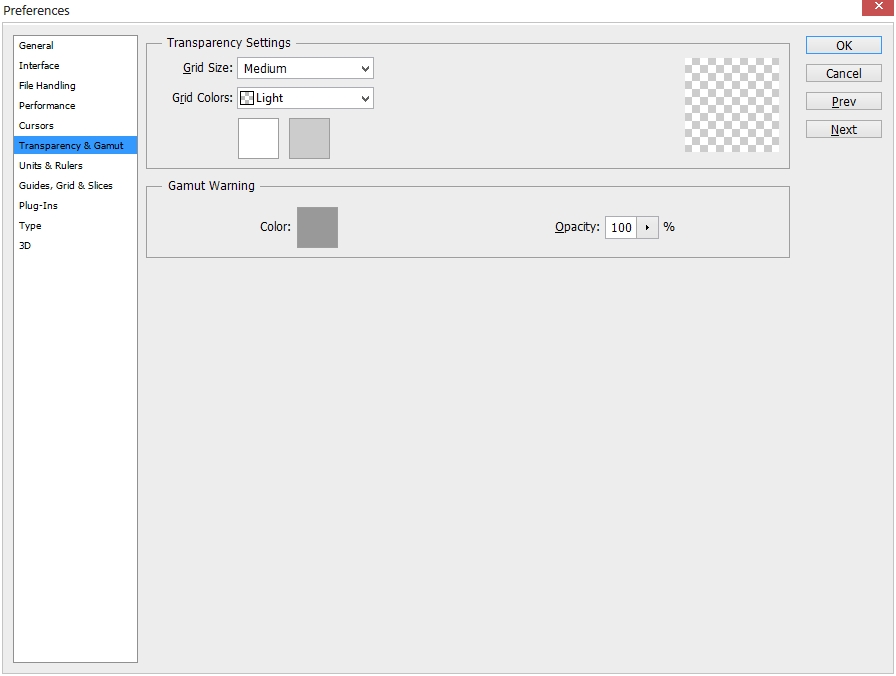 Preferences
General
Interface
File Handling
Performance
Cursors
Transparency & Gamut
Units & Rulers
Guides, Grid & Slices
Plug-Ins
Type
3D
Transparency Settings
Grid Size: Medium
Grid Colors: Light
Gamut Warning
Color:
Opacity: 100 %
OK
Cancel
Prev
Next